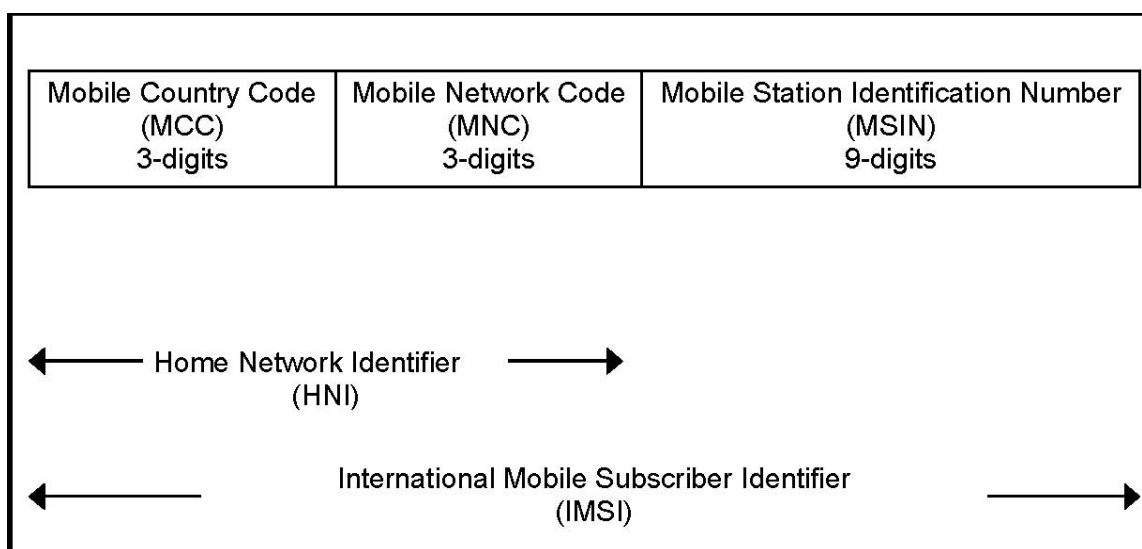 Mobile Country Code
(MCC)
3-digits
Mobile Network Code
(MNC)
3-digits
Mobile Station Identification Number
(MSIN)
9-digits
Home Network Identifier
(HNI)
International Mobile Subscriber Identifier
(IMSI)